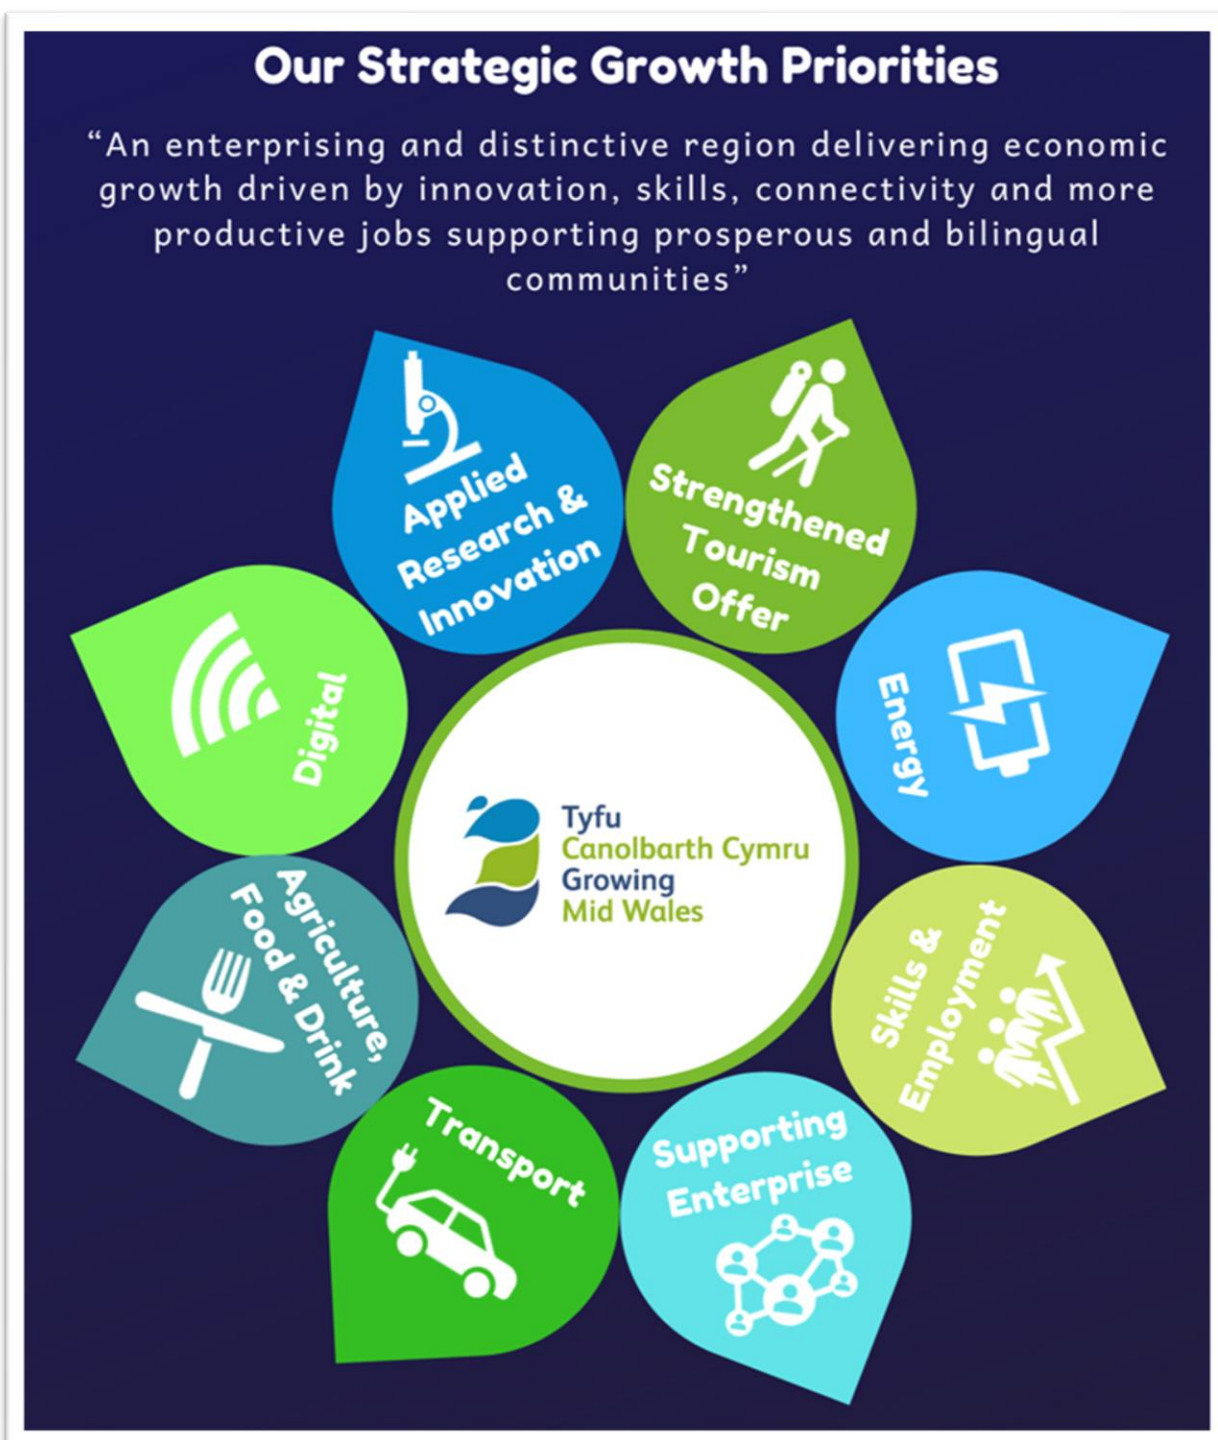 Our Strategic Growth Priorities
“An enterprising and distinctive region delivering economic
growth driven by innovation, skills, connectivity and more
productive jobs supporting prosperous and bilingual
communities”
Applied
Research &
Innovation
Strengthened
Tourism
Offer
Energy
Skills &
Employment
Supporting
Enterprise
Transport
Agriculture,
Food & Drink
Digital
Tyfu
Canolbarth Cymru
Growing
Mid Wales